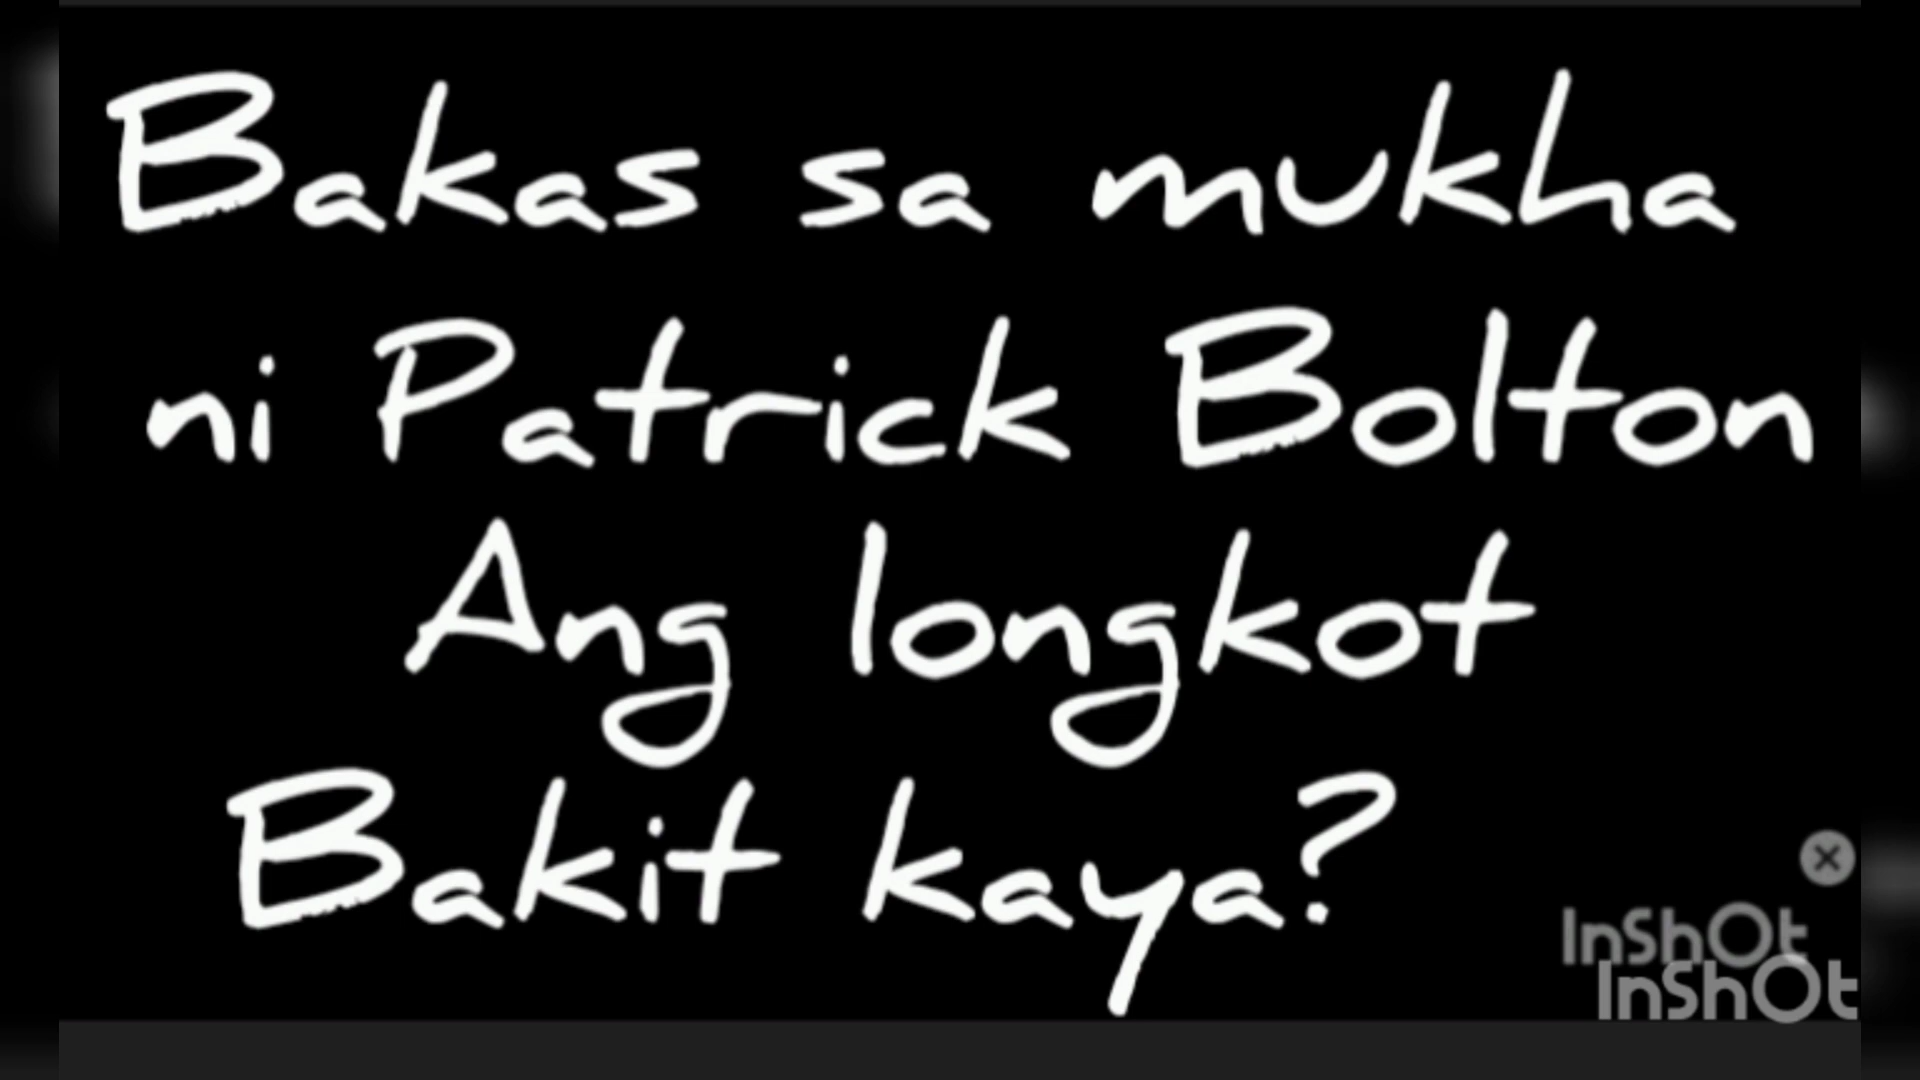 Bakas sa mukha
ni Patrick Bolton
Ang longkot
Bakit kaya?
InShOt
InShOt